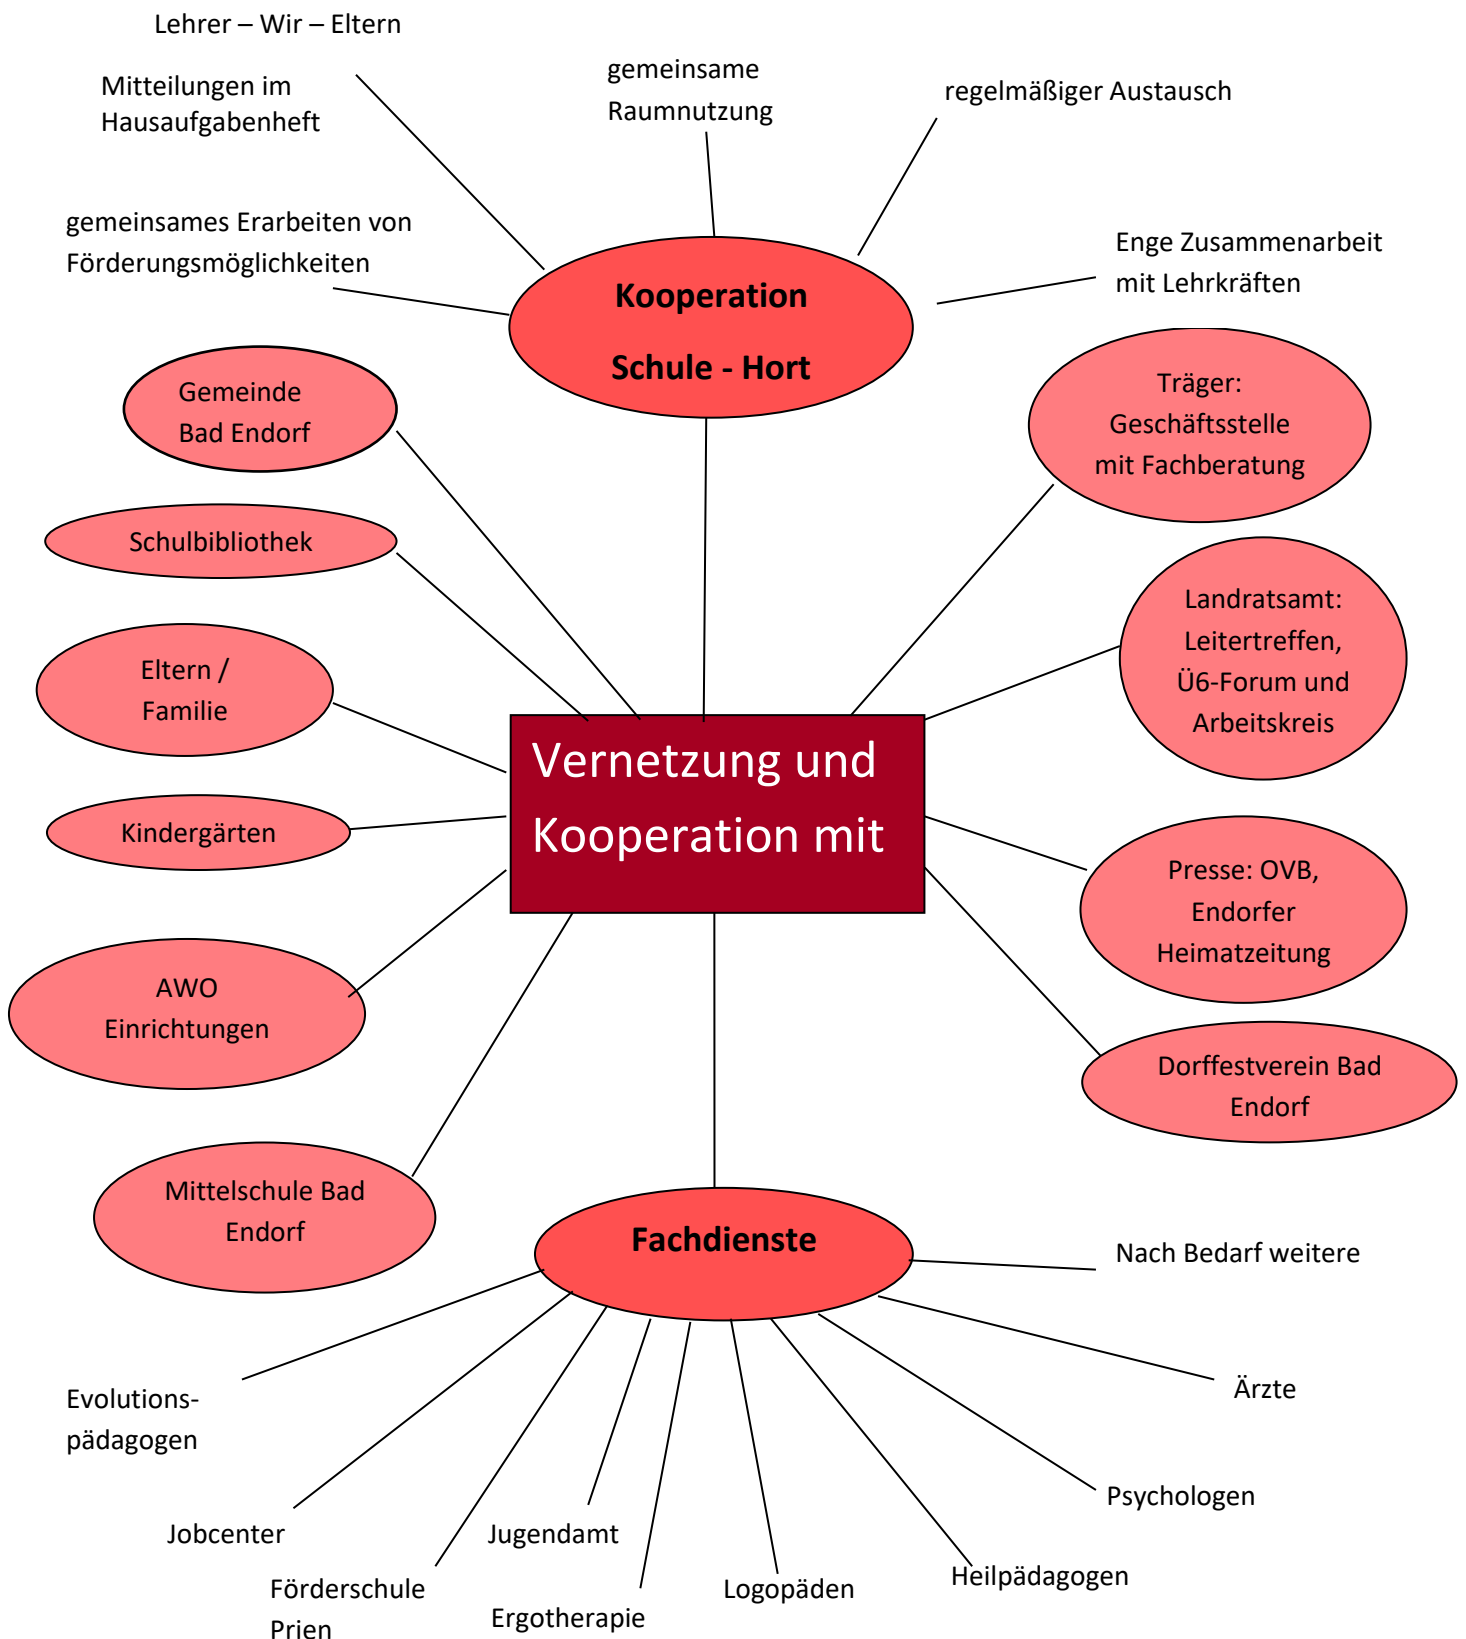 Lehrer – Wir – Eltern
Mitteilungen im
Hausaufgabenheft
gemeinsame
Raumnutzung
regelmäßiger Austausch
gemeinsames Erarbeiten von
Förderungsmöglichkeiten
Enge Zusammenarbeit
mit Lehrkräften
Kooperation
Schule - Hort
Gemeinde
Bad Endorf
Träger:
Geschäftsstelle
mit Fachberatung
Schulbibliothek
Landratsamt:
Leitertreffen,
Ü6-Forum und
Arbeitskreis
Eltern /
Familie
Vernetzung und
Kooperation mit
Kindergärten
Presse: OVB,
Endorfer
Heimatzeitung
AWO
Einrichtungen
Dorffestverein Bad
Endorf
Mittelschule Bad
Endorf
Fachdienste
Nach Bedarf weitere
Evolutions-
pädagogen
Ärzte
Jobcenter
Jugendamt
Psychologen
Förderschule
Prien
Ergotherapie
Logopäden
Heilpädagogen